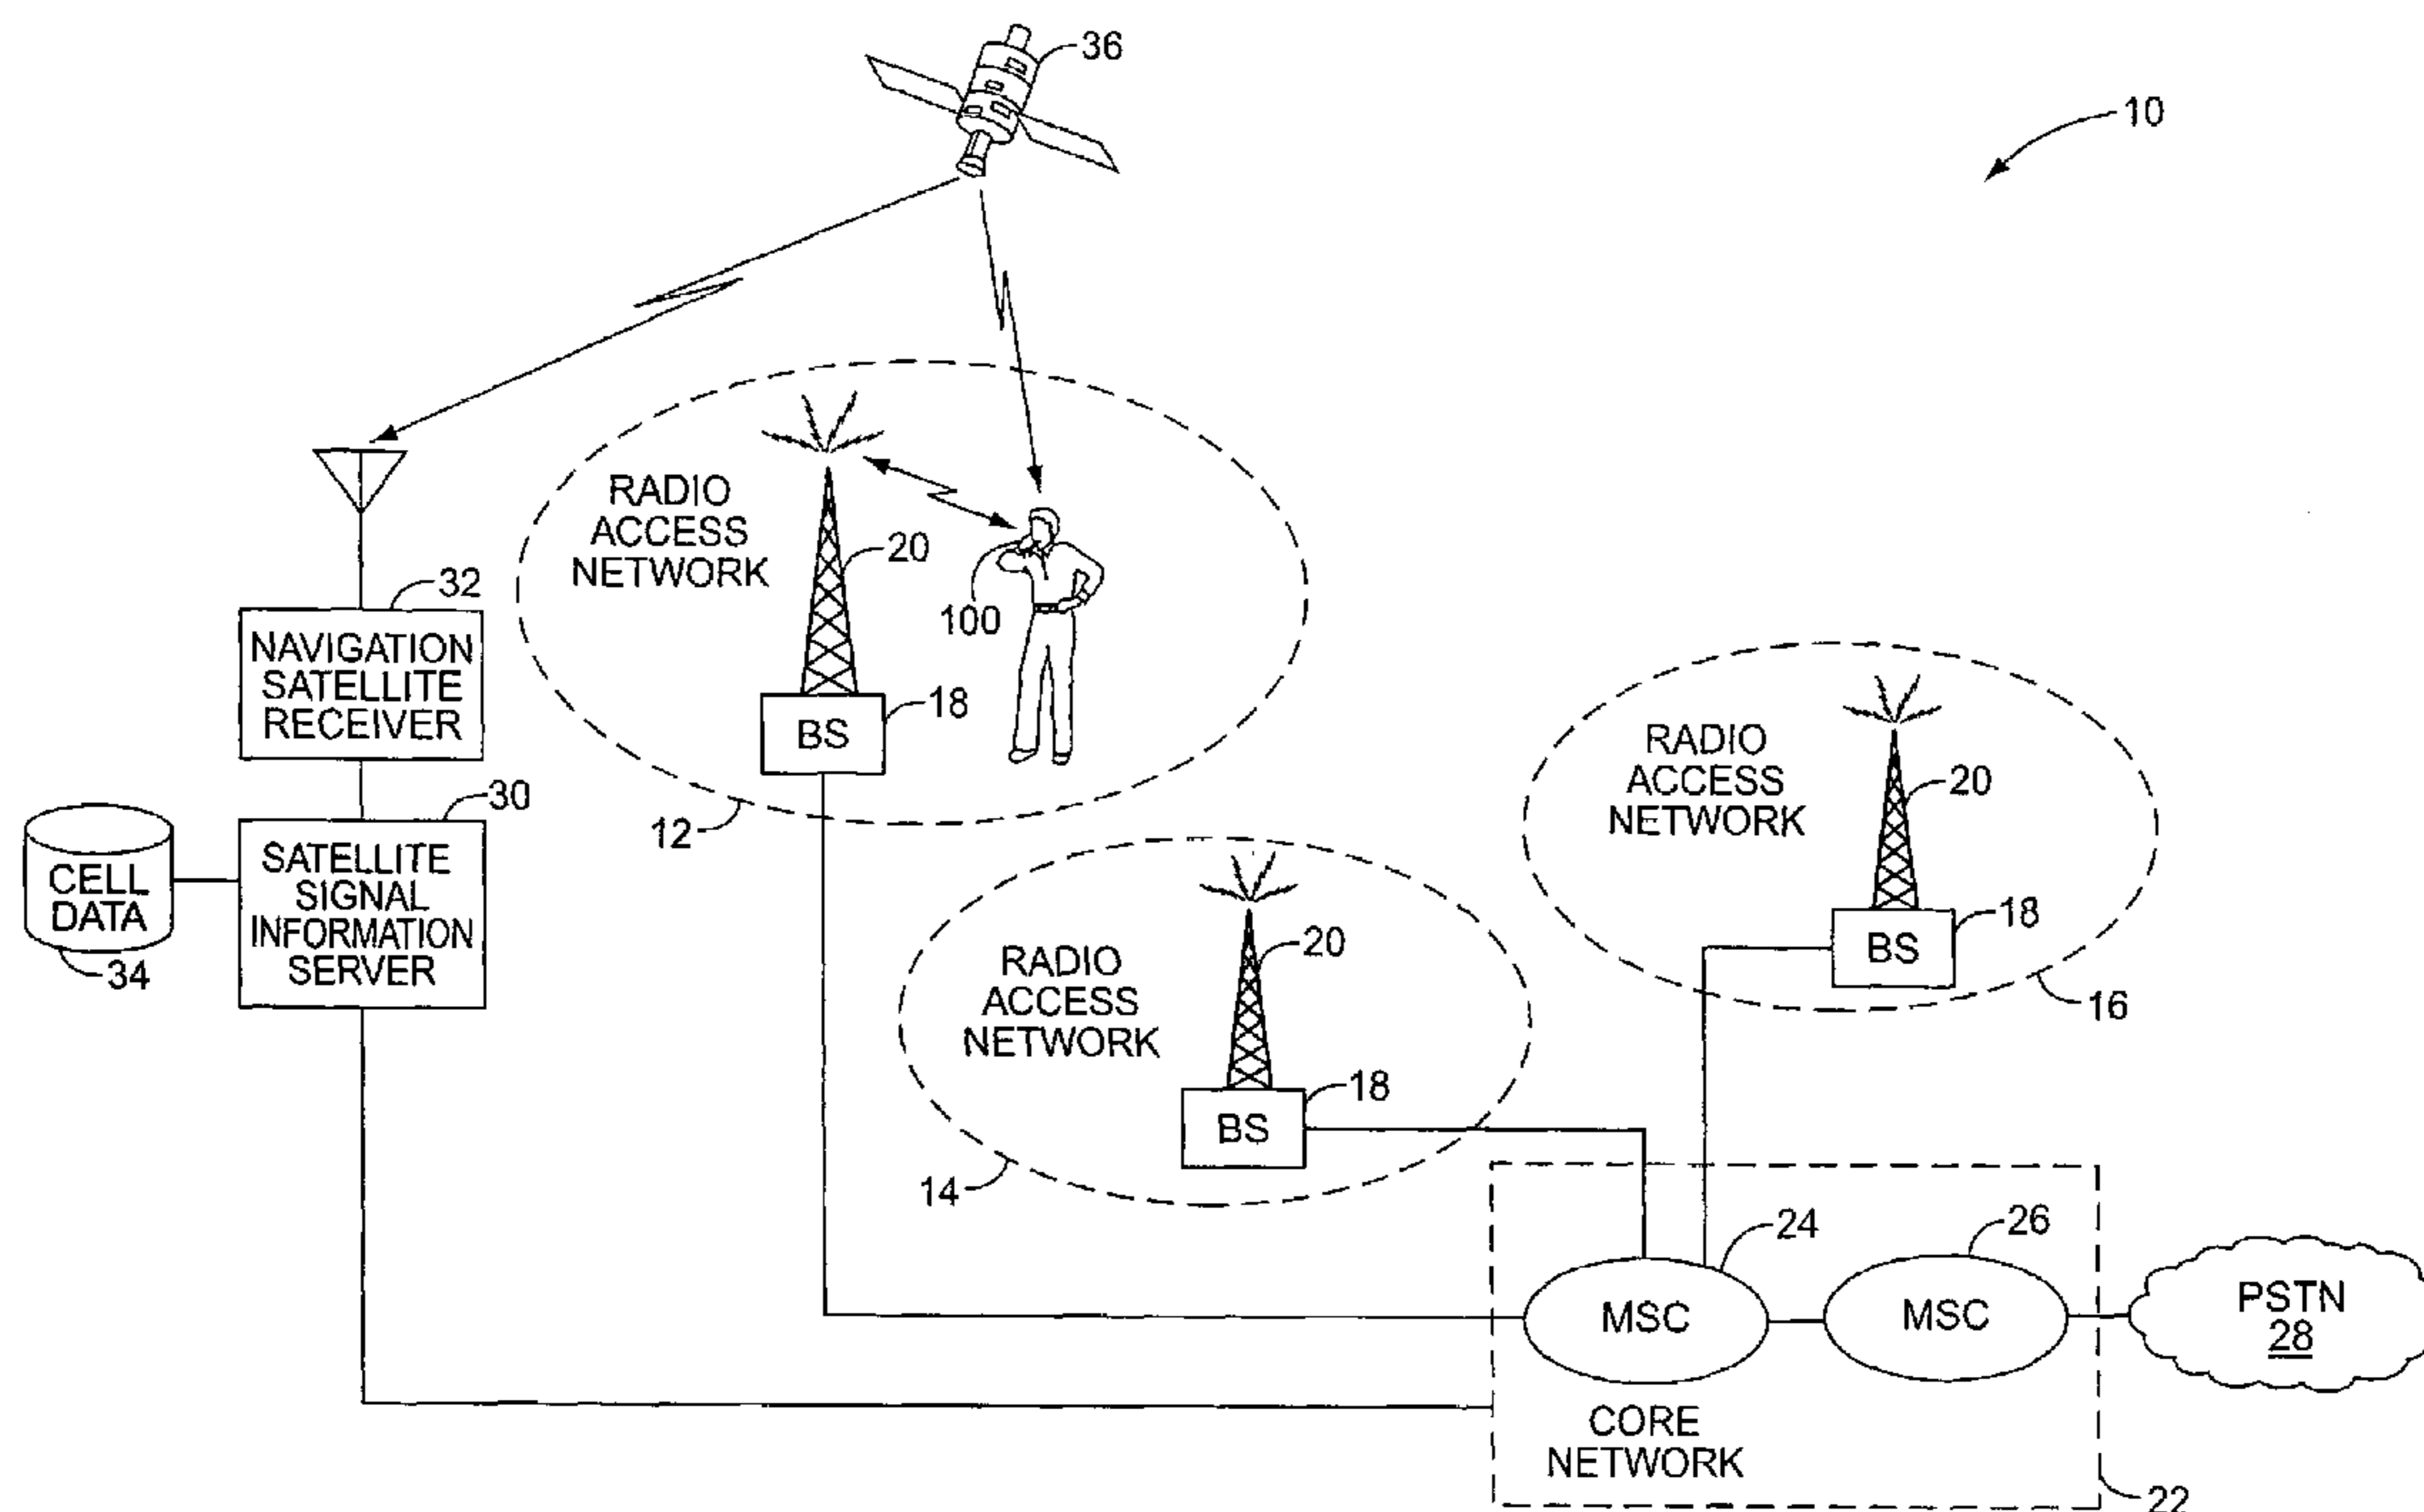 36
10
RADIO
ACCESS
NETWORK
20
100
32
NAVIGATION
SATELLITE
RECEIVER
18
BS
12
30
SATELLITE
SIGNAL
INFORMATION
SERVER
CELL
DATA
34
RADIO
ACCESS
NETWORK
20
18
BS
16
RADIO
ACCESS
NETWORK
20
18
BS
14
24
26
MSC
MSC
PSTN
28
CORE
NETWORK
22